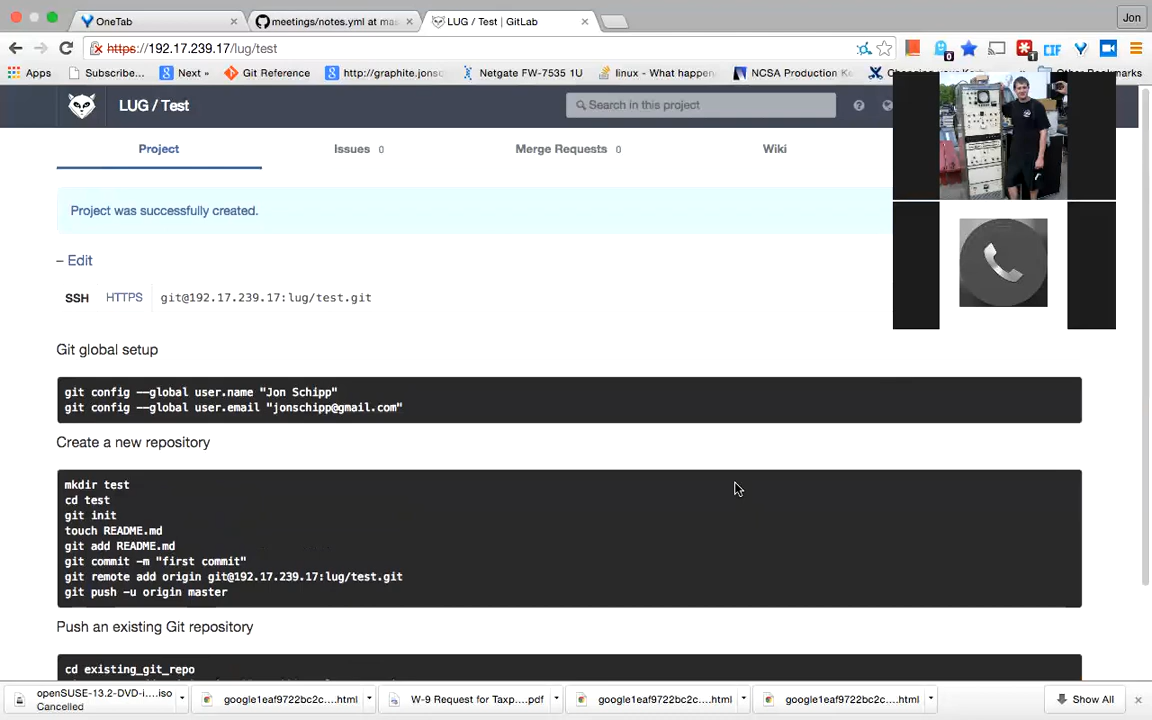 OneTab
meetings/notes.yml at mas
LUG / Test | GitLab
Jon
https://192.17.239.17/lug/test
0
1
CIF
Apps
Subscribe...
Next »
Git Reference
http://graphite.jons
Netgate FW-7535 1U
linux - What happen
NCSA Production
Other Bookmarks
LUG / Test
Search in this project
Project
Issues 0
Merge Requests 0
Wiki
Project was successfully created.
– Edit
SSH HTTPS git@192.17.239.17:lug/test.git
Git global setup
git config --global user.name "Jon Schipp"
git config --global user.email "jonschipp@gmail.com"
Create a new repository
mkdir test
cd test
git init
touch README.md
git add README.md
git commit -m "first commit"
git remote add origin git@192.17.239.17:lug/test.git
git push -u origin master
Push an existing Git repository
cd existing_git_repo
openSUSE-13.2-DVD-i....iso
Cancelled
google1eaf9722bc2c....html
W-9 Request for Taxp....pdf
google1eaf9722bc2c....html
google1eaf9722bc2c....html
Show All